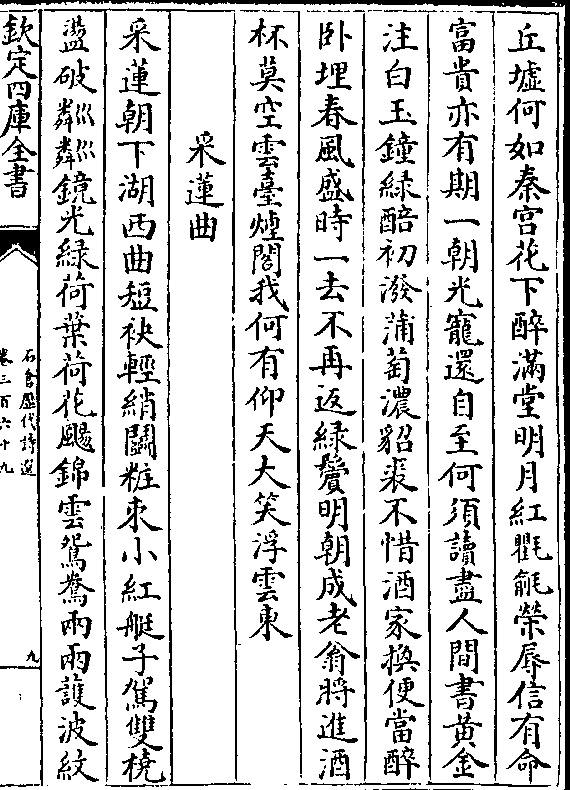 丘墟何如秦宫花下醉滿堂明月紅氍毹榮辱信有命
富貴亦有期一朝光寵還自至何須讀盡人間書黄金
注白玉鐘緑醅初潑蒲萄濃貂裘不惜酒家換便當醉
卧埋春風盛時一去不再返緑鬢明朝成老翁將進酒
杯莫空雲臺煙閣我何有仰天大笑浮雲東
采蓮曲
采蓮朝下湖西曲短袂輕綃鬬粧束小紅艇子駕雙橈
盪破粼粼鏡光緑荷葉荷花颺錦雲鴛鴦兩兩護波紋
欽定四庫全書
石倉歷代詩選
卷三百六十九
九